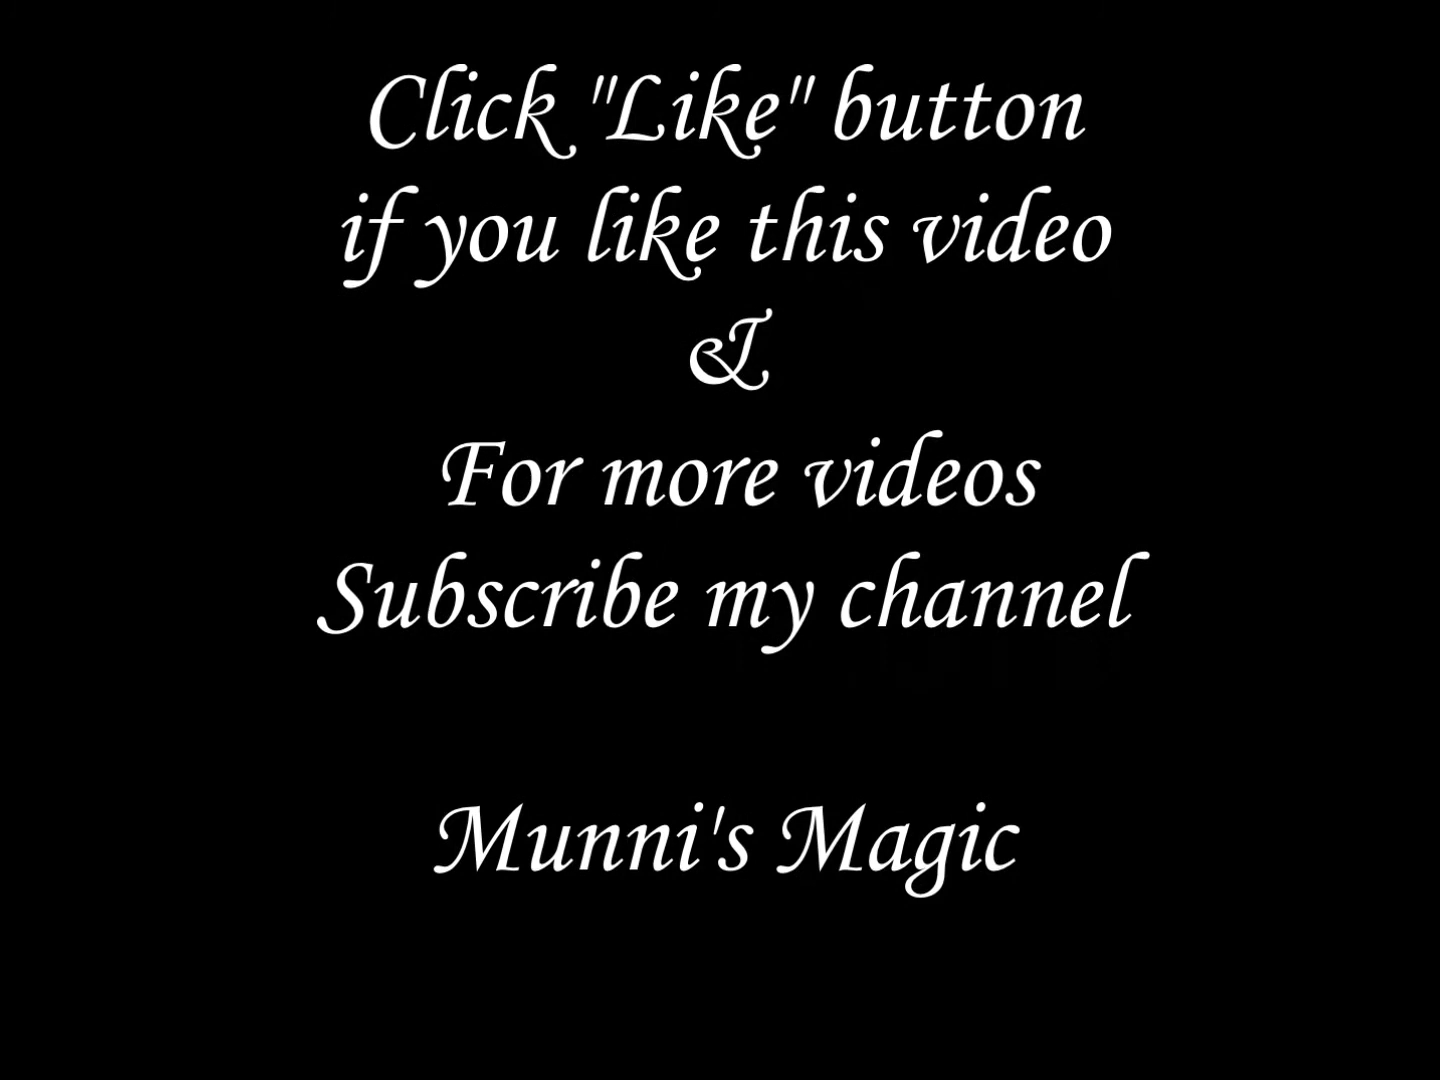 Click "Like" button
if you like this video
&
For more videos
Subscribe my channel
Munni's Magic